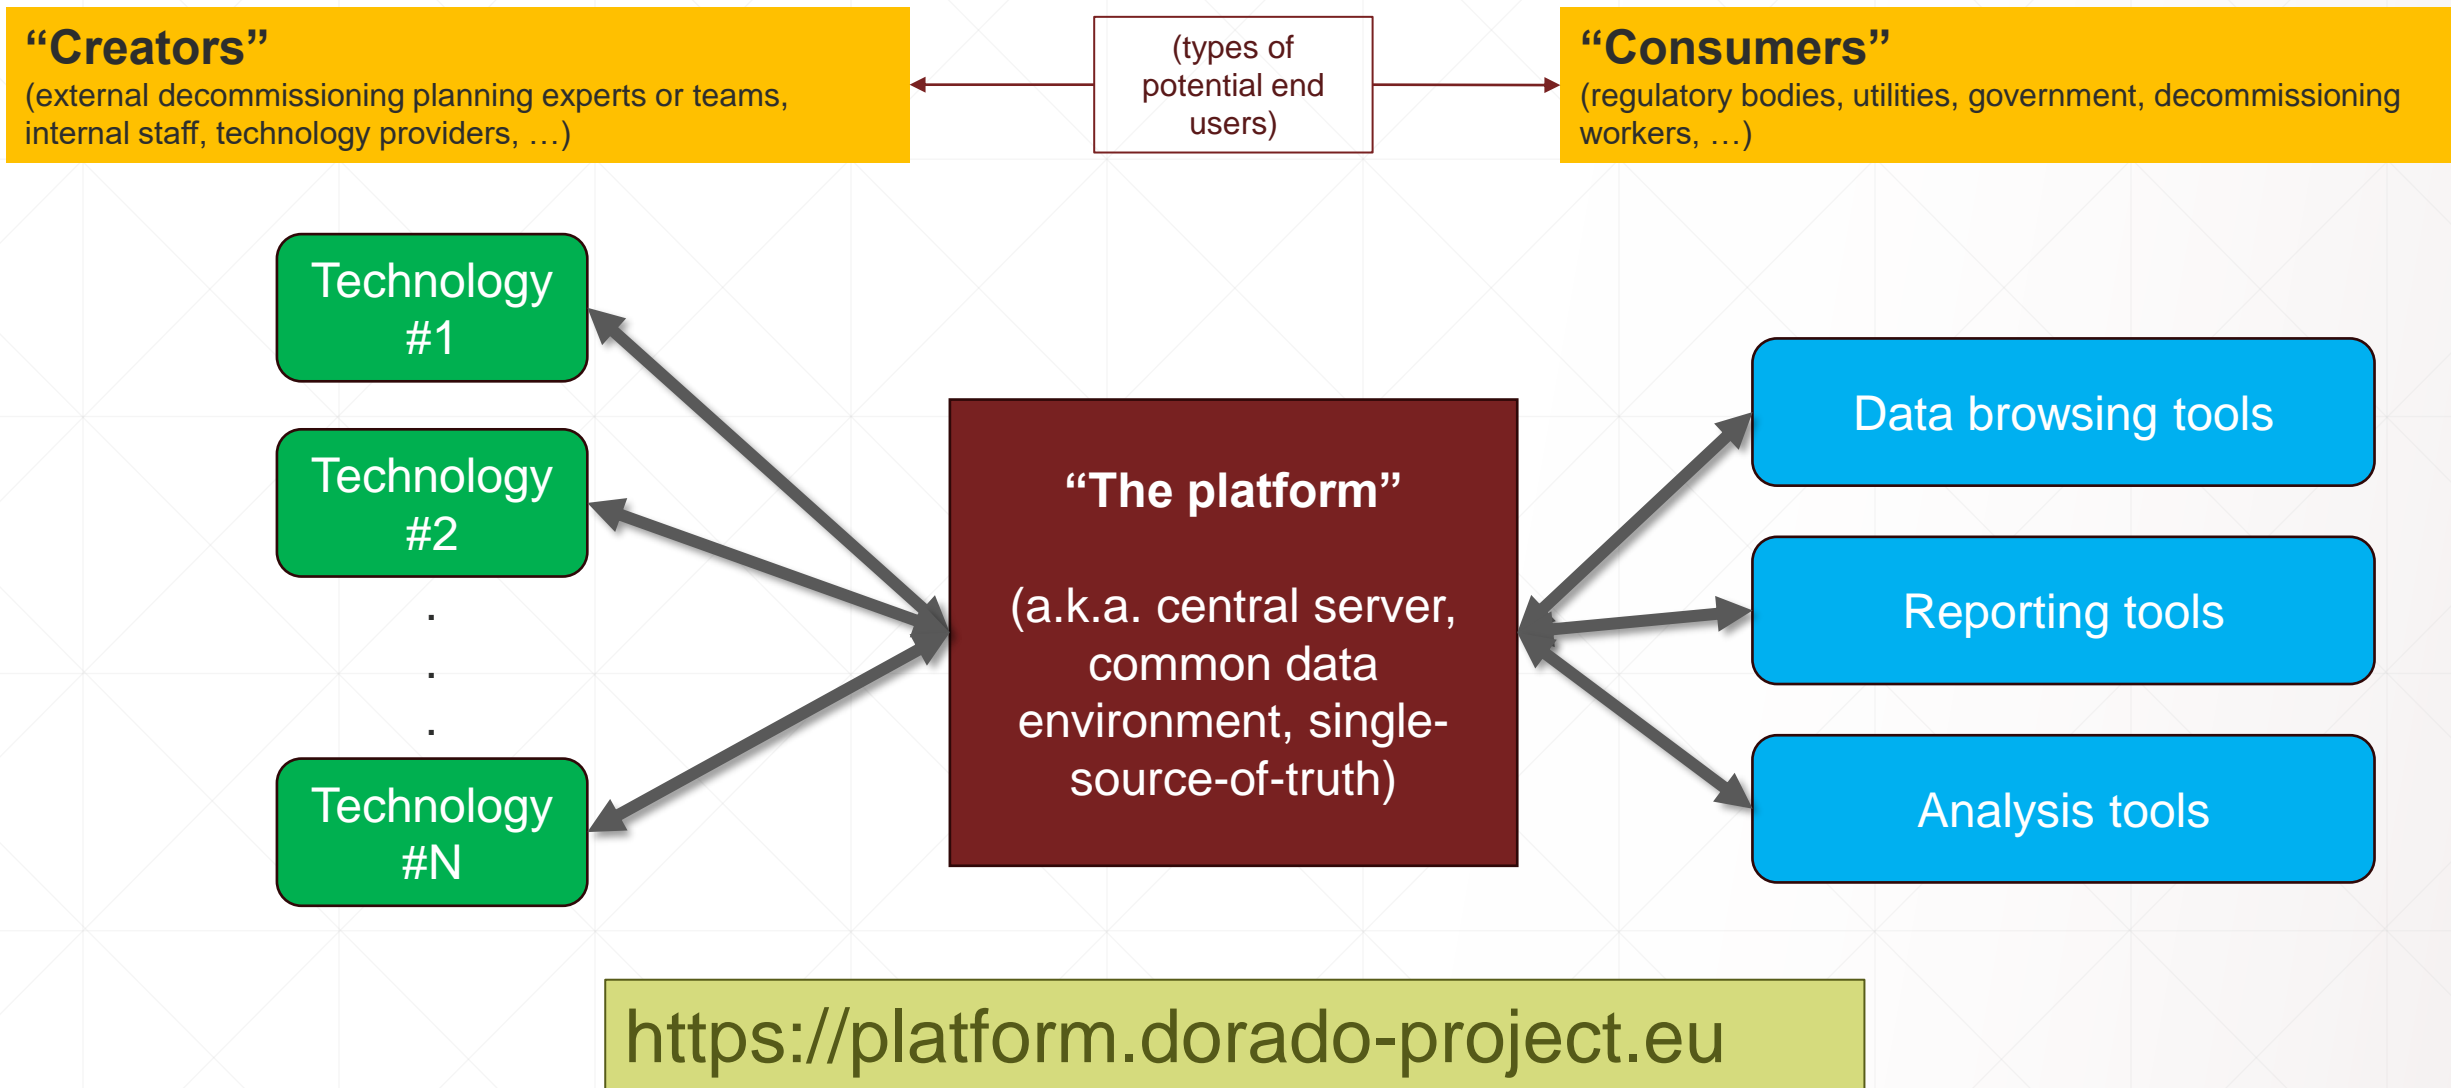 “Creators”
(external decommissioning planning experts or teams,
internal staff, technology providers, …)
(types of
potential end
users)
“Consumers”
(regulatory bodies, utilities, government, decommissioning
workers, …)
Technology
#1
Technology
#2
.
.
.
Technology
#N
“The platform”
(a.k.a. central server,
common data
environment, single-
source-of-truth)
Data browsing tools
Reporting tools
Analysis tools
https://platform.dorado-project.eu